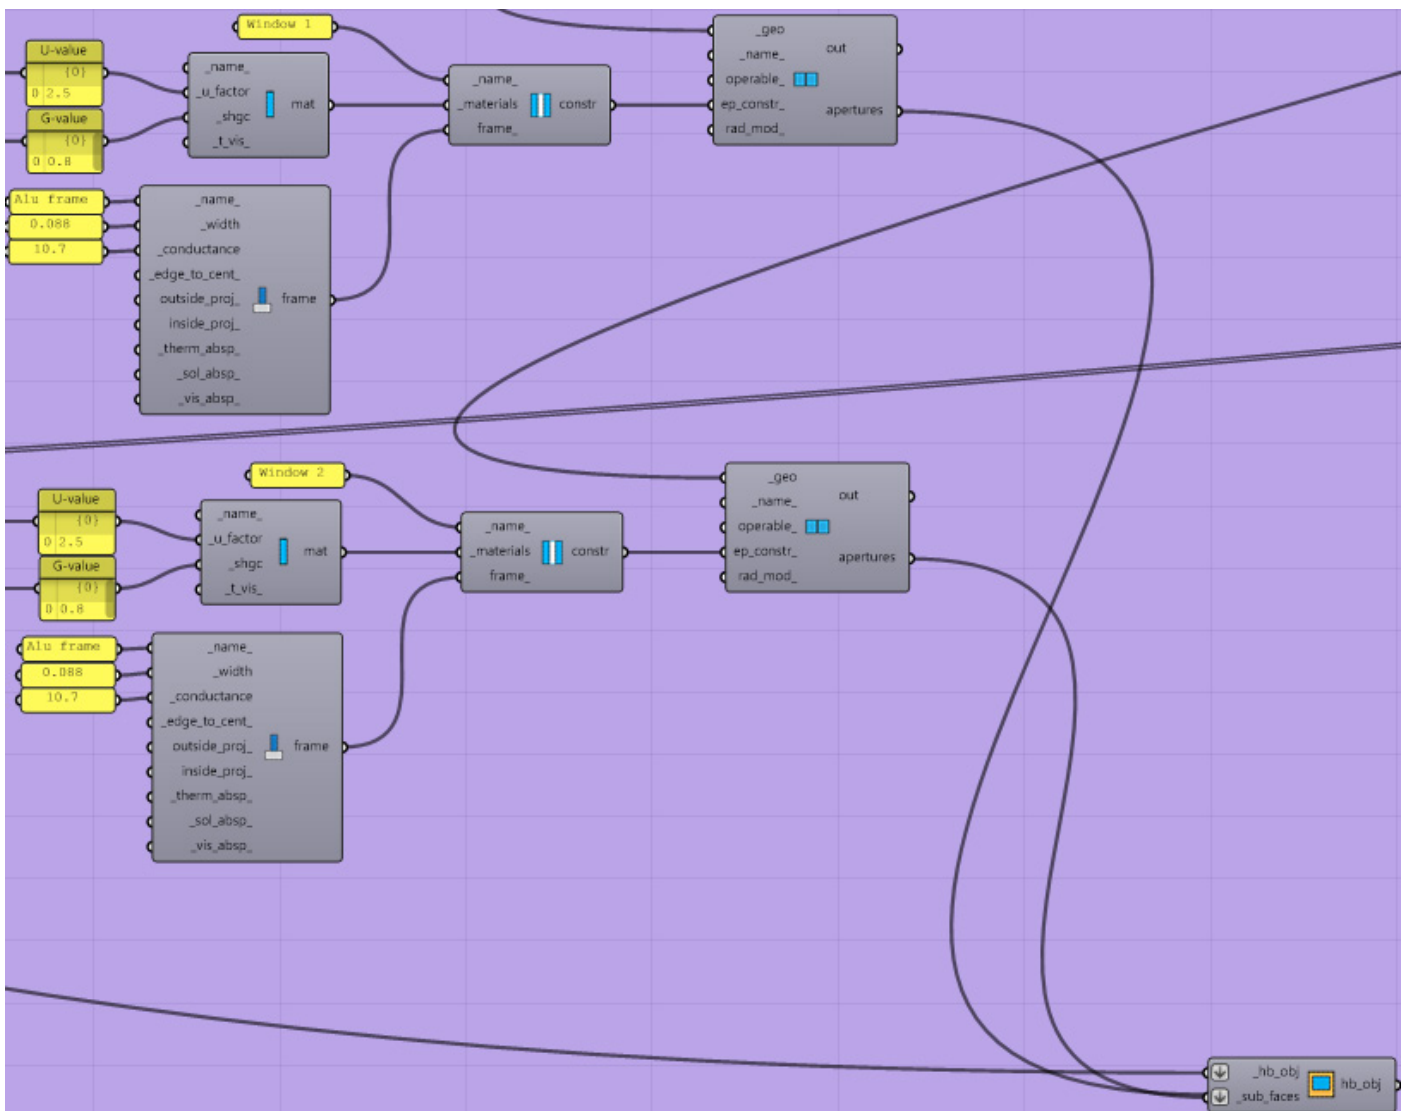 Window 1
U-value
{0}
0 2.5
G-value
{0}
0 0.8
_name_
_u_factor
_shgc
_t_vis_
mat
_name_
_materials
frame_
constr
_geo
_name_
operable_
ep_constr_
rad_mod_
out
apertures
Alu frame
0.088
10.7
_name_
_width
_conductance
_edge_to_cent_
outside_proj_
inside_proj_
_therm_absp_
_sol_absp_
_vis_absp_
frame
Window 2
U-value
{0}
0 2.5
G-value
{0}
0 0.8
_name_
_u_factor
_shgc
_t_vis_
mat
_name_
_materials
frame_
constr
_geo
_name_
operable_
ep_constr_
rad_mod_
out
apertures
Alu frame
0.088
10.7
_name_
_width
_conductance
_edge_to_cent_
outside_proj_
inside_proj_
_therm_absp_
_sol_absp_
_vis_absp_
frame
_hb_obj
_sub_faces
hb_obj